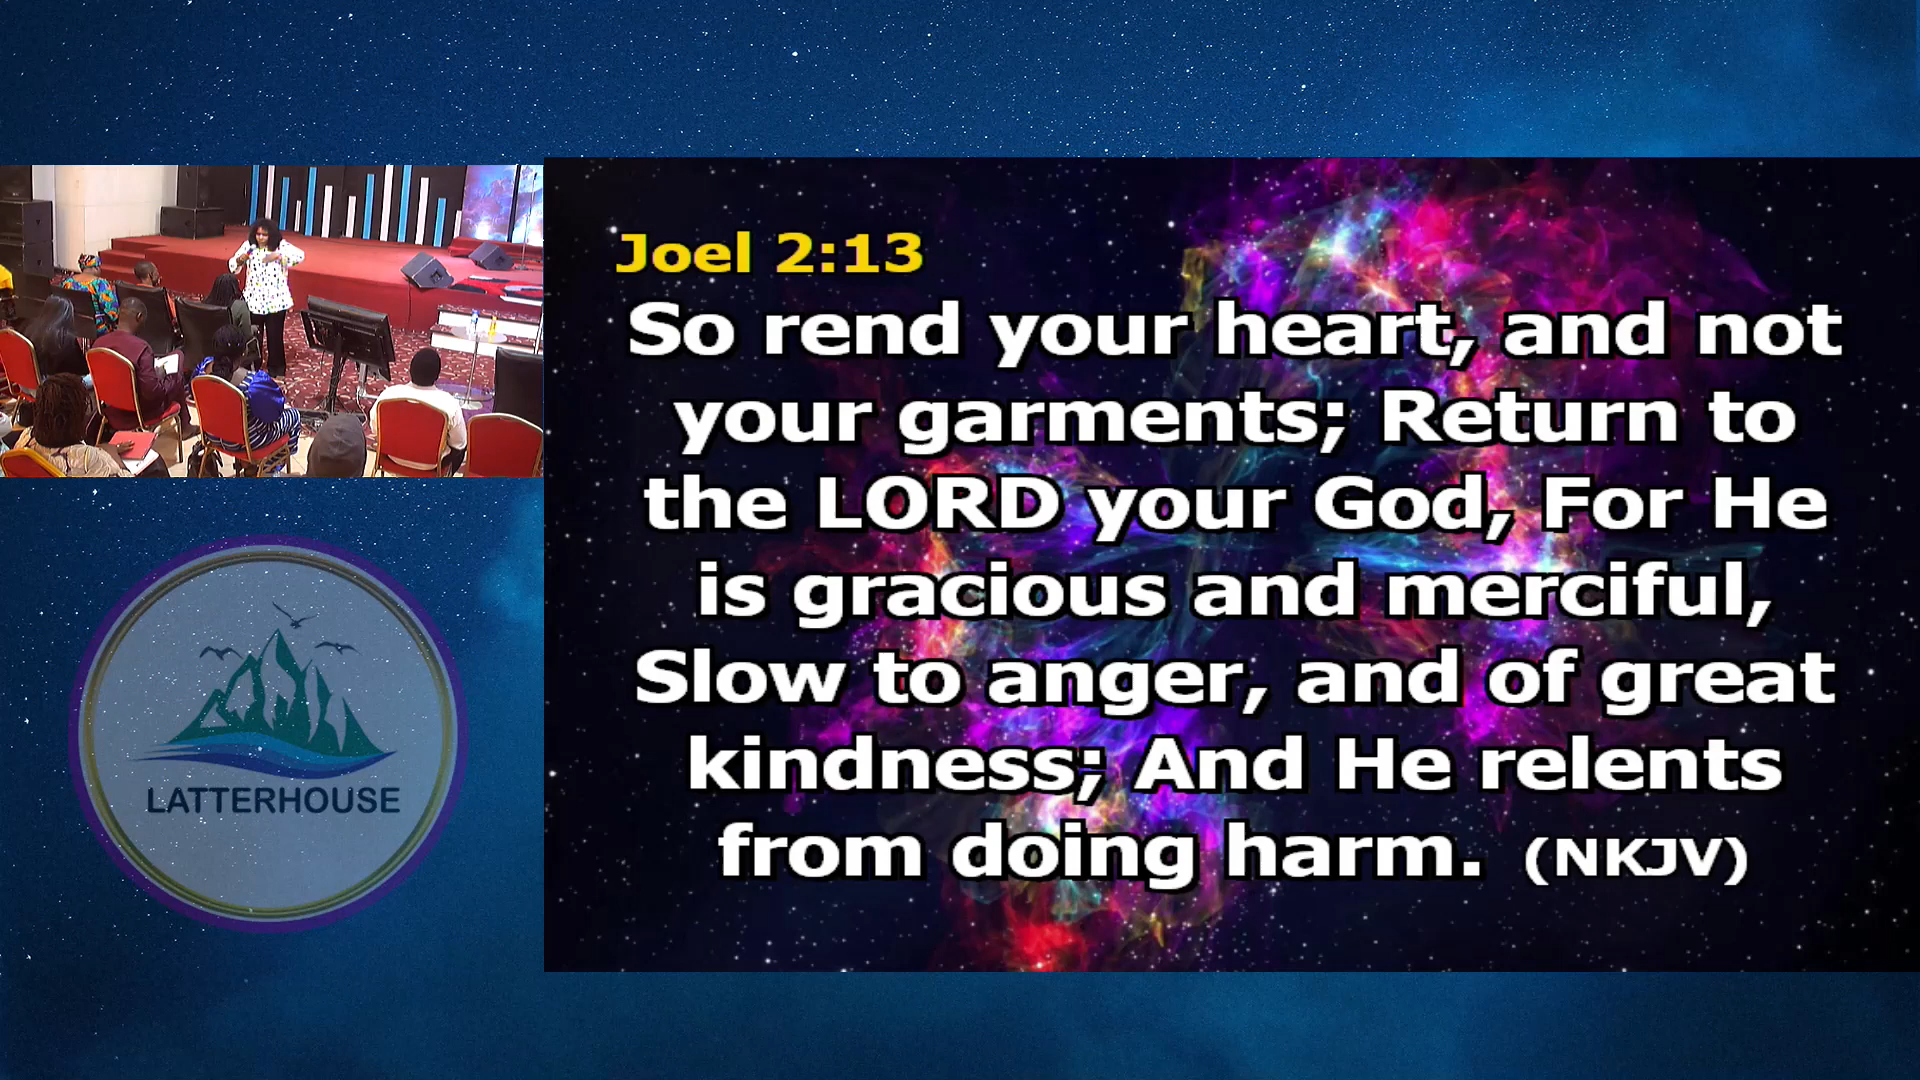 Joel 2:13
So rend your heart, and not
your garments; Return to
the LORD your God, For He
is gracious and merciful,
Slow to anger, and of great
kindness; And He relents
from doing harm. (NKJV)
LATTERHOUSE